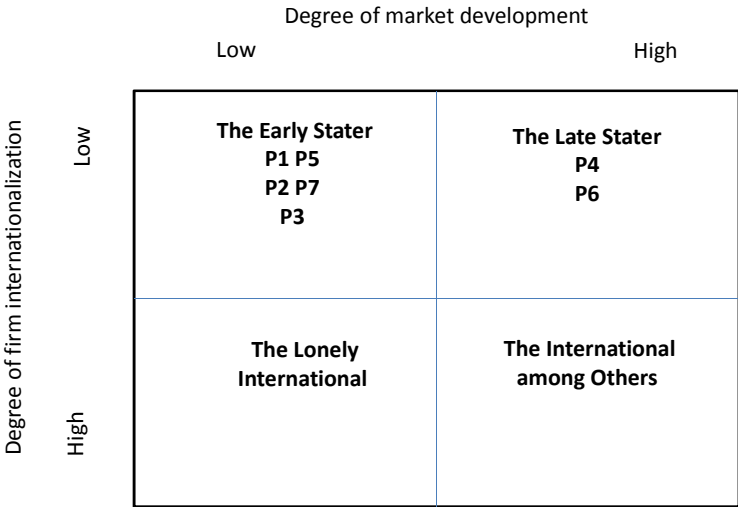 Degree of market development
Low High
Degree of firm internationalization
Low
The Early Stater
P1 P5
P2 P7
P3
The Late Stater
P4
P6
High
The Lonely
International
The International
among Others